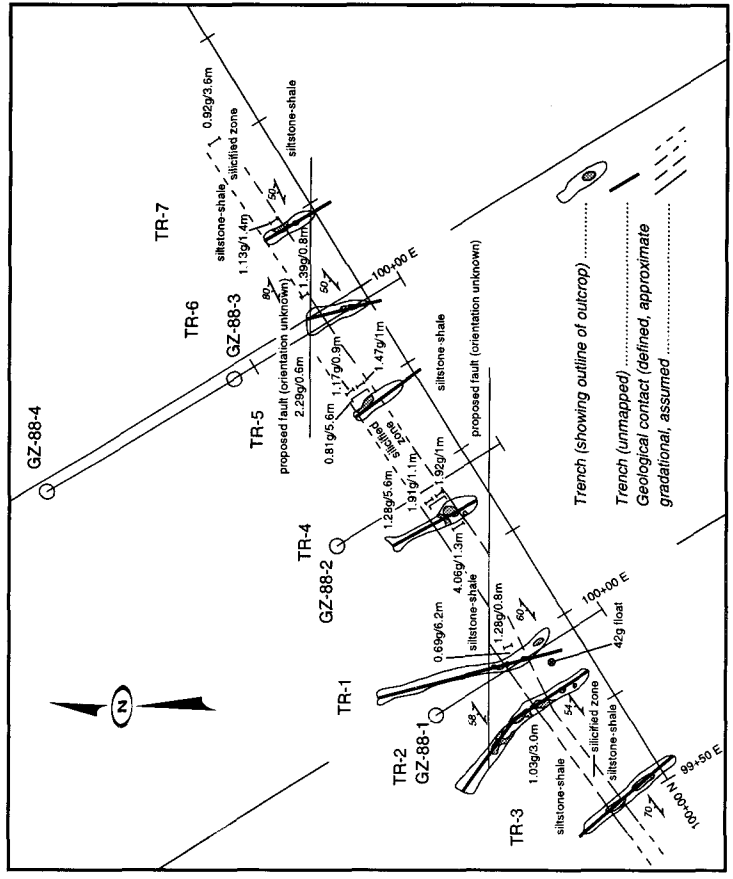 GZ-88-4
TR-7
0.92g/3.6m
siltstone-shale
silicified zone
siltstone-shale
1.13g/1.4m
50
TR-6
GZ-88-3
80
1.39g/0.8m
60
100+00 E
proposed fault (orientation unknown)
2.29g/0.6m
TR-5
1.17g/0.9m
0.81g/5.6m
1.47g/1m
silicified
zone
siltstone-shale
proposed fault (orientation unknown)
TR-4
GZ-88-2
1.28g/5.6m
1.91g/1.1m
1.92g/1m
4.06g/1.3m
siltstone-shale
0.69g/6.2m
1.28g/0.8m
60
100+00 E
42g float
TR-1
N
58
TR-2
GZ-88-1
54
1.03g/3.0m
silicified zone
siltstone-shale
siltstone-shale
TR-3
70
99+50 E
100+00 N
Trench (showing outline of outcrop)
Trench (unmapped)
Geological contact (defined, approximate
gradational, assumed